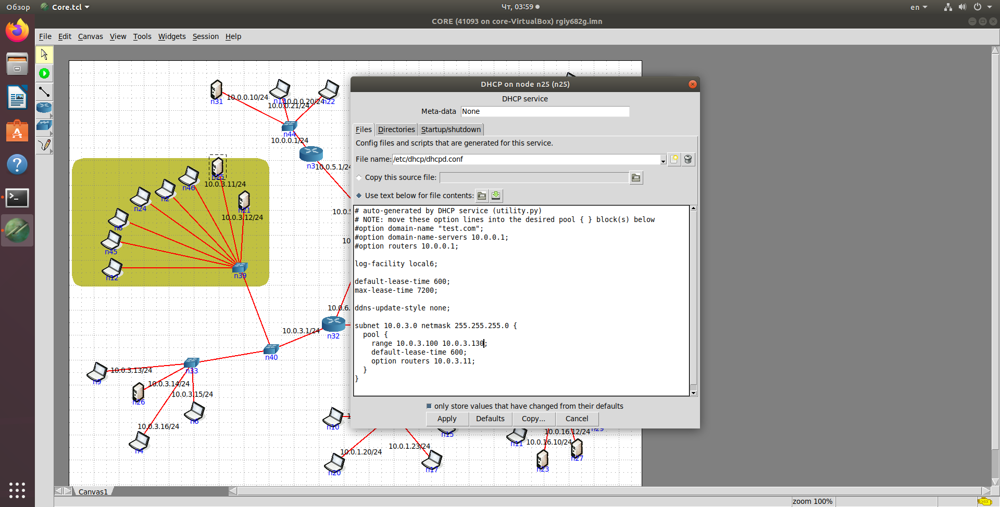 Обзор
Core.tcl
Чт, 03:59
en
CORE (41093 on core-VirtualBox) rgiy682g.imn
File Edit Canvas View Tools Widgets Session Help
n31
10.0.0.10/24
10.0.0.20/24
n22
10.0.0.21/24
n44
10.0.0.1/24
n3
10.0.5.1/24
n25
10.0.3.11/24
n46
n2
n24
n21
10.0.3.12/24
n8
n45
n12
n39
10.0.3.1/24
n32
10.0.6.
n40
n33
n9
10.0.3.13/24
10.0.3.14/24
n26
10.0.3.15/24
n6
10.0.3.16/24
n4
n10
n15
n11
10.0.16.12/24
n29
10.0.16.10/24
n27
n23
10.0.1.20/24
n20
10.0.1.23/24
n17
DHCP on node n25 (n25)
DHCP service
Meta-data None
Files Directories Startup/shutdown
Config files and scripts that are generated for this service.
File name: /etc/dhcp/dhcpd.conf
Copy this source file:
Use text below for file contents:
# auto-generated by DHCP service (utility.py)
# NOTE: move these option lines into the desired pool { } block(s) below
#option domain-name "test.com";
#option domain-name-servers 10.0.0.1;
#option routers 10.0.0.1;
log-facility local6;
default-lease-time 600;
max-lease-time 7200;
ddns-update-style none;
subnet 10.0.3.0 netmask 255.255.255.0 {
pool {
range 10.0.3.100 10.0.3.130;
default-lease-time 600;
option routers 10.0.3.11;
}
}
only store values that have changed from their defaults
Apply Defaults Copy... Cancel
Canvas1
zoom 100%
CHECK